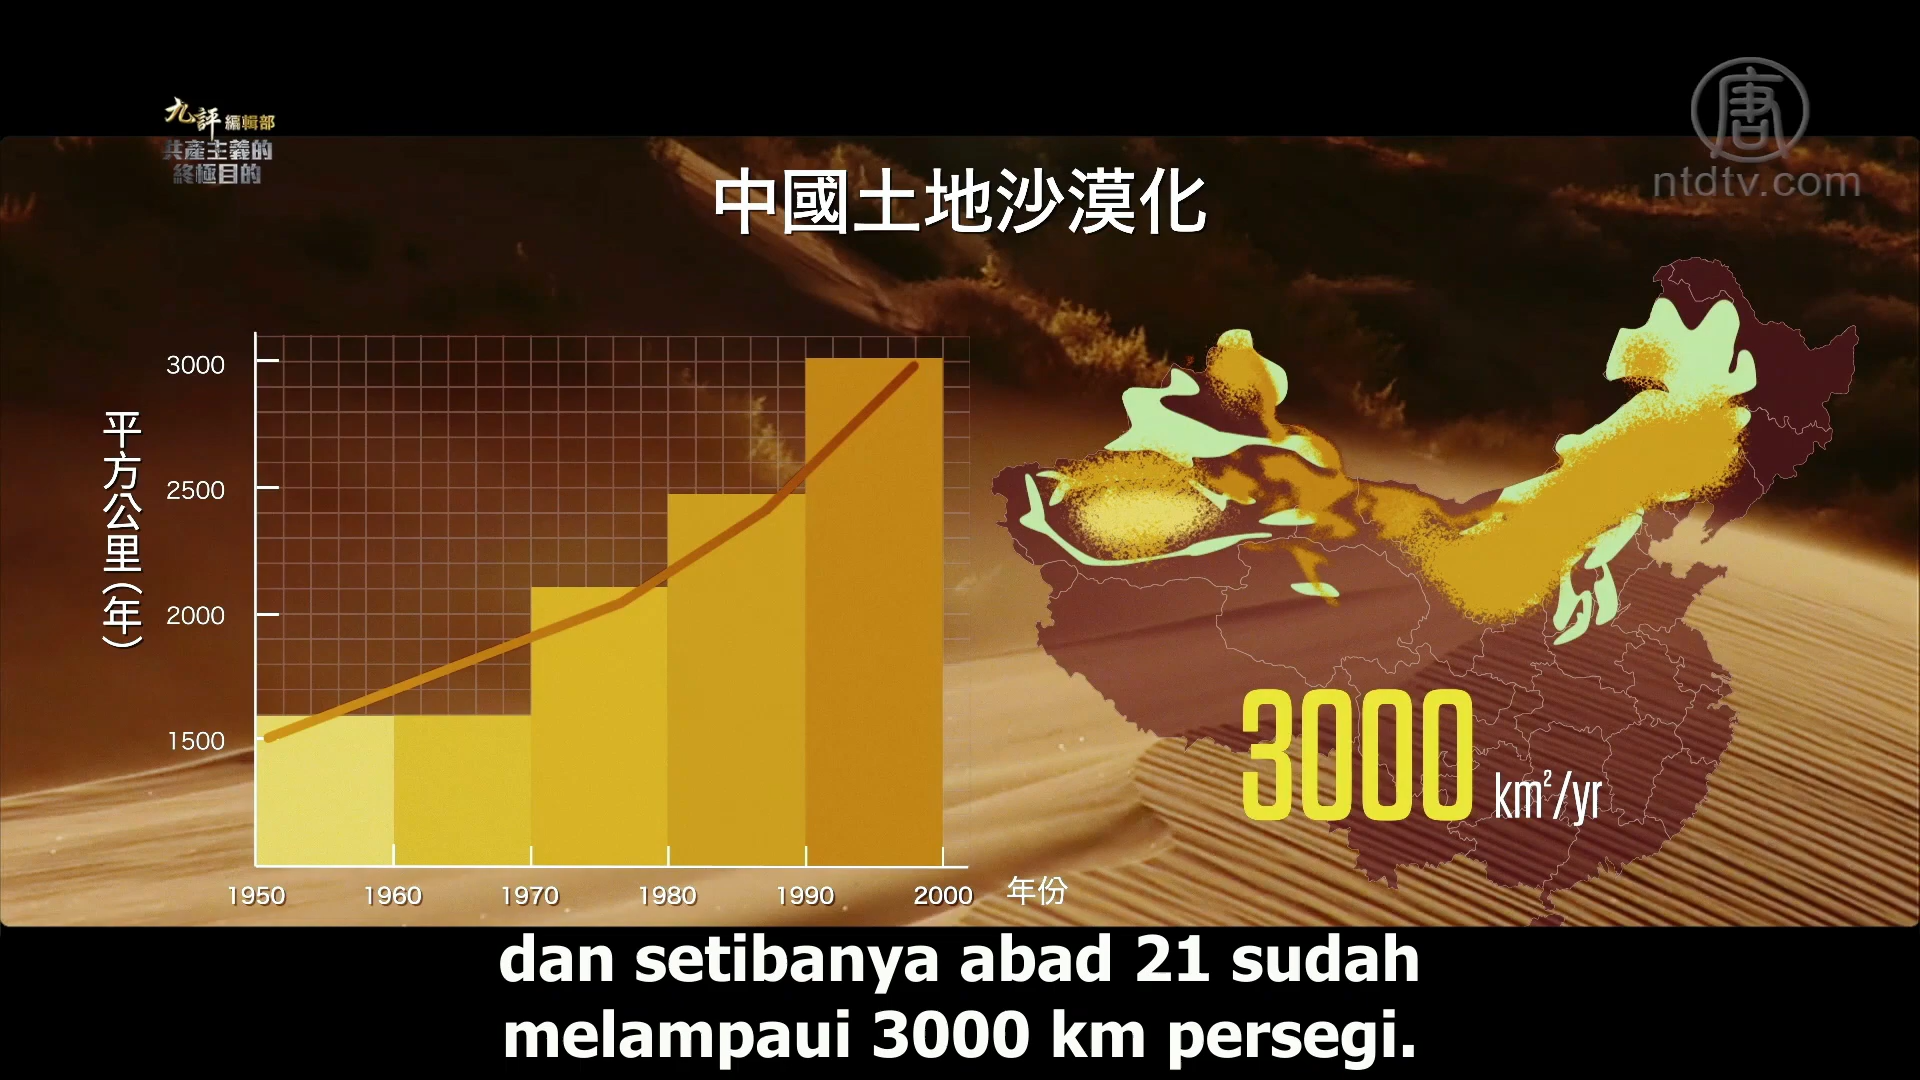 九評編輯部
共產主義的
終極目的
唐
ntdtv.com
中國土地沙漠化
平方公里(年)
3000
2500
2000
1500
1950 1960 1970 1980 1990 2000 年份
3000 km²/yr
dan setibanya abad 21 sudah
melampaui 3000 km persegi.